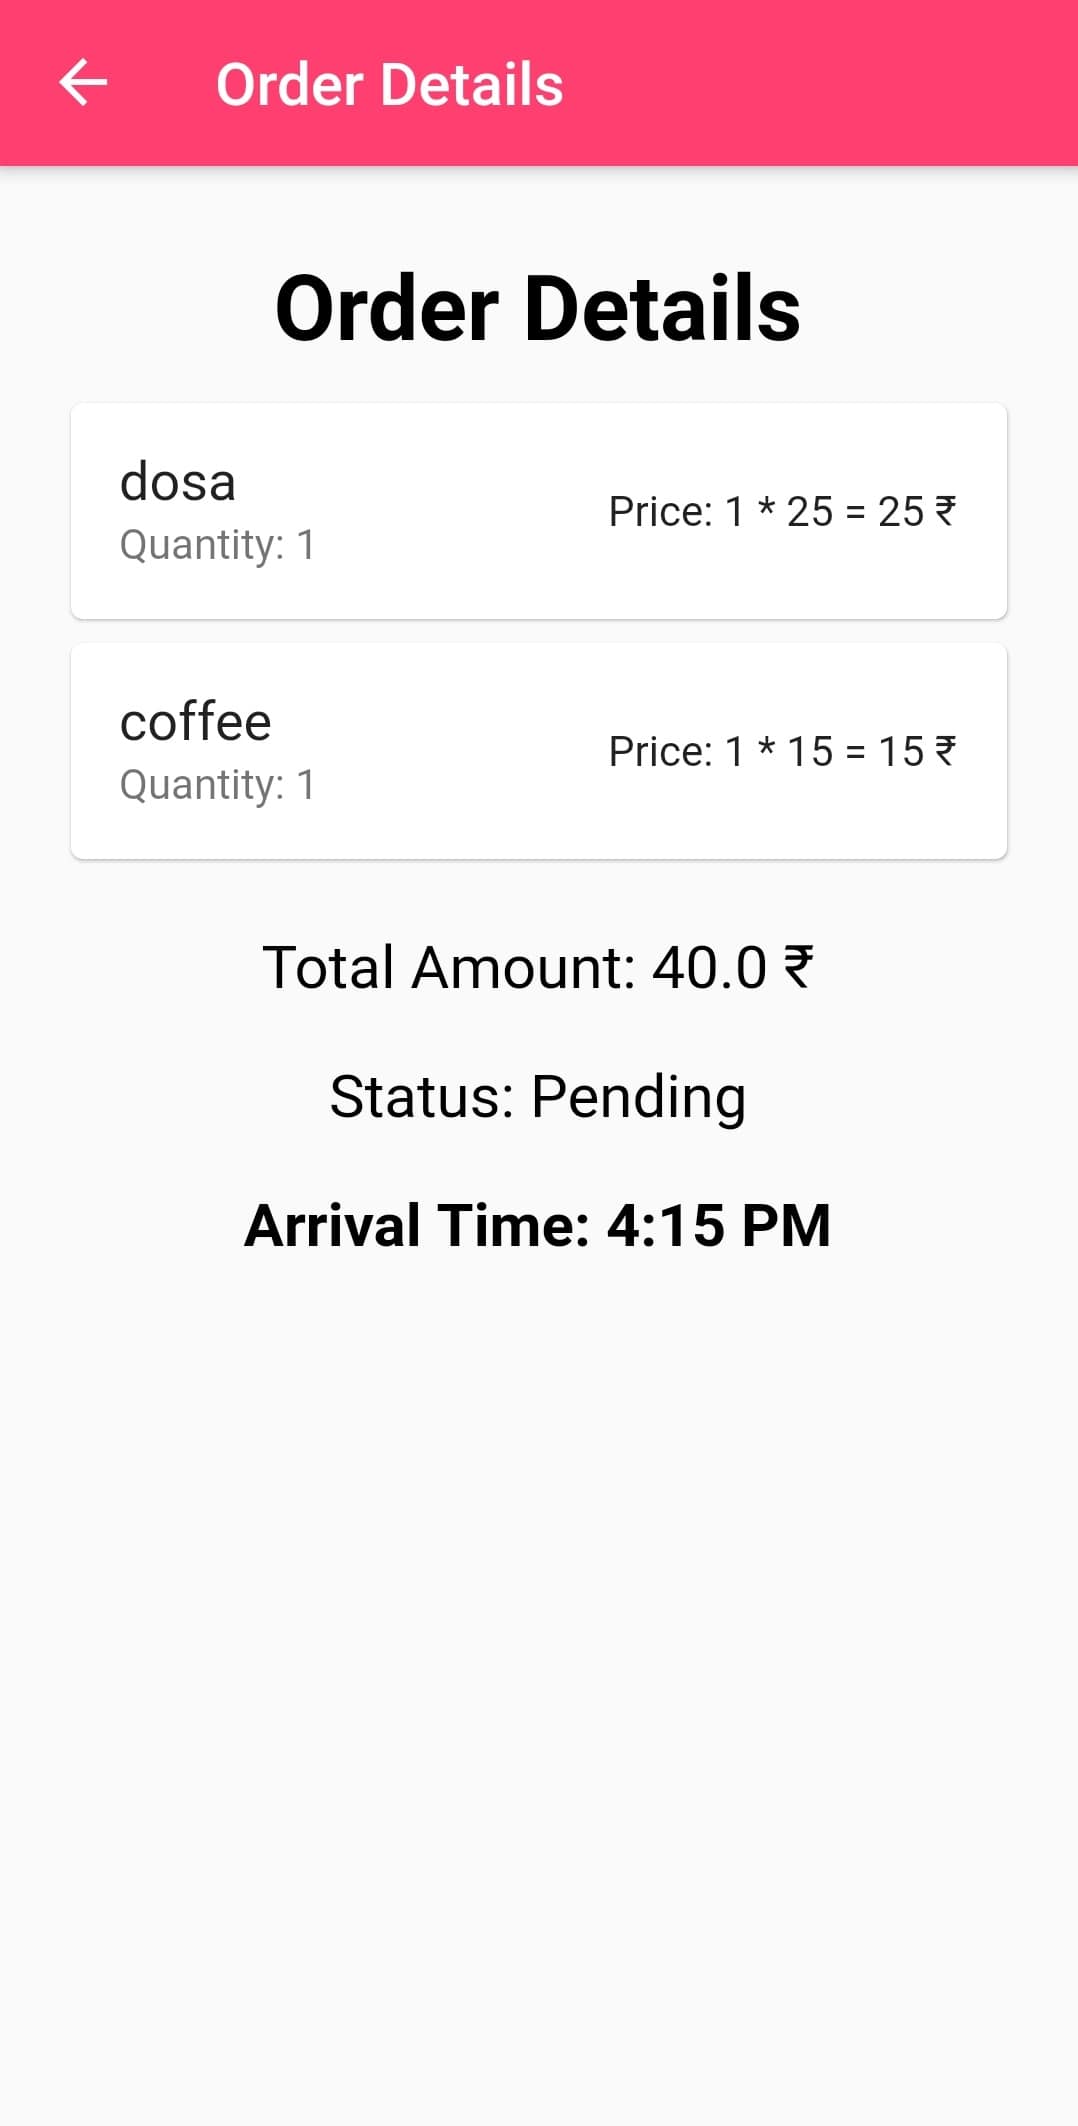 Order Details
Order Details
dosa
Quantity: 1
Price: 1 * 25 = 25 ₹
coffee
Quantity: 1
Price: 1 * 15 = 15 ₹
Total Amount: 40.0 ₹
Status: Pending
Arrival Time: 4:15 PM